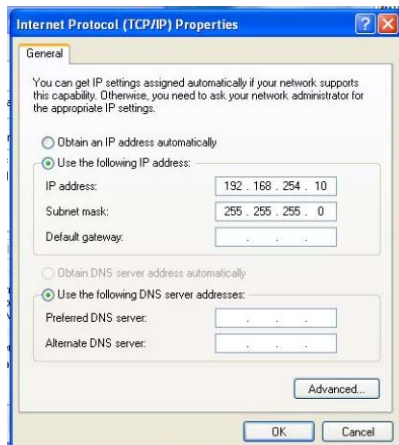 Internet Protocol (TCP/IP) Properties
General
You can get IP settings assigned automatically if your network supports
this capability. Otherwise, you need to ask your network administrator for
the appropriate IP settings.
Obtain an IP address automatically
Use the following IP address:
IP address: 192 . 168 . 254 . 10
Subnet mask: 255 . 255 . 255 . 0
Default gateway: . . .
Obtain DNS server address automatically
Use the following DNS server addresses:
Preferred DNS server: . . .
Alternate DNS server: . . .
Advanced...
OK Cancel